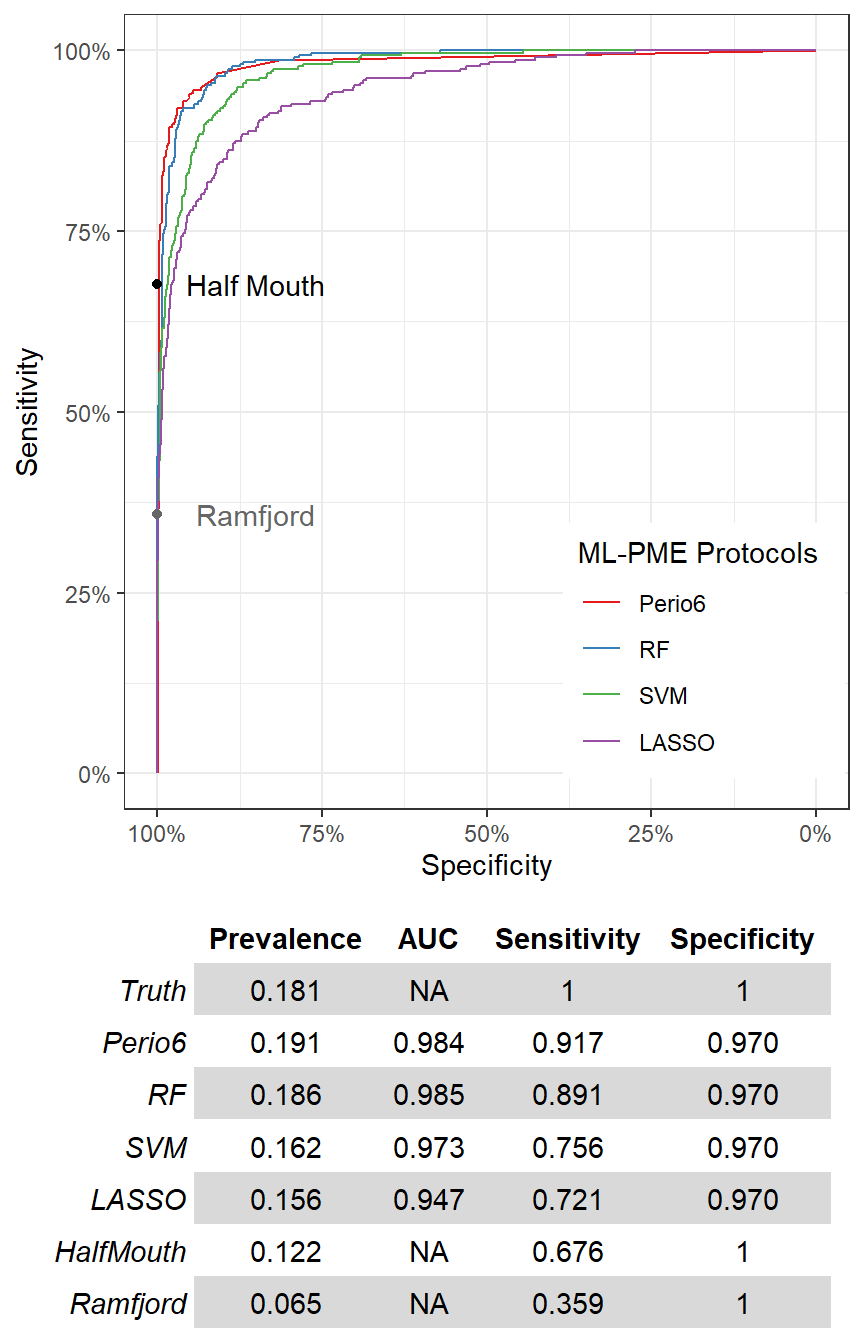 100%
75%
50%
25%
0%
Sensitivity
Half Mouth
Ramfjord
ML-PME Protocols
Perio6
RF
SVM
LASSO
100% 75% 50% 25% 0%
Specificity
Prevalence AUC Sensitivity Specificity
Truth 0.181 NA 1 1
Perio6 0.191 0.984 0.917 0.970
RF 0.186 0.985 0.891 0.970
SVM 0.162 0.973 0.756 0.970
LASSO 0.156 0.947 0.721 0.970
HalfMouth 0.122 NA 0.676 1
Ramfjord 0.065 NA 0.359 1